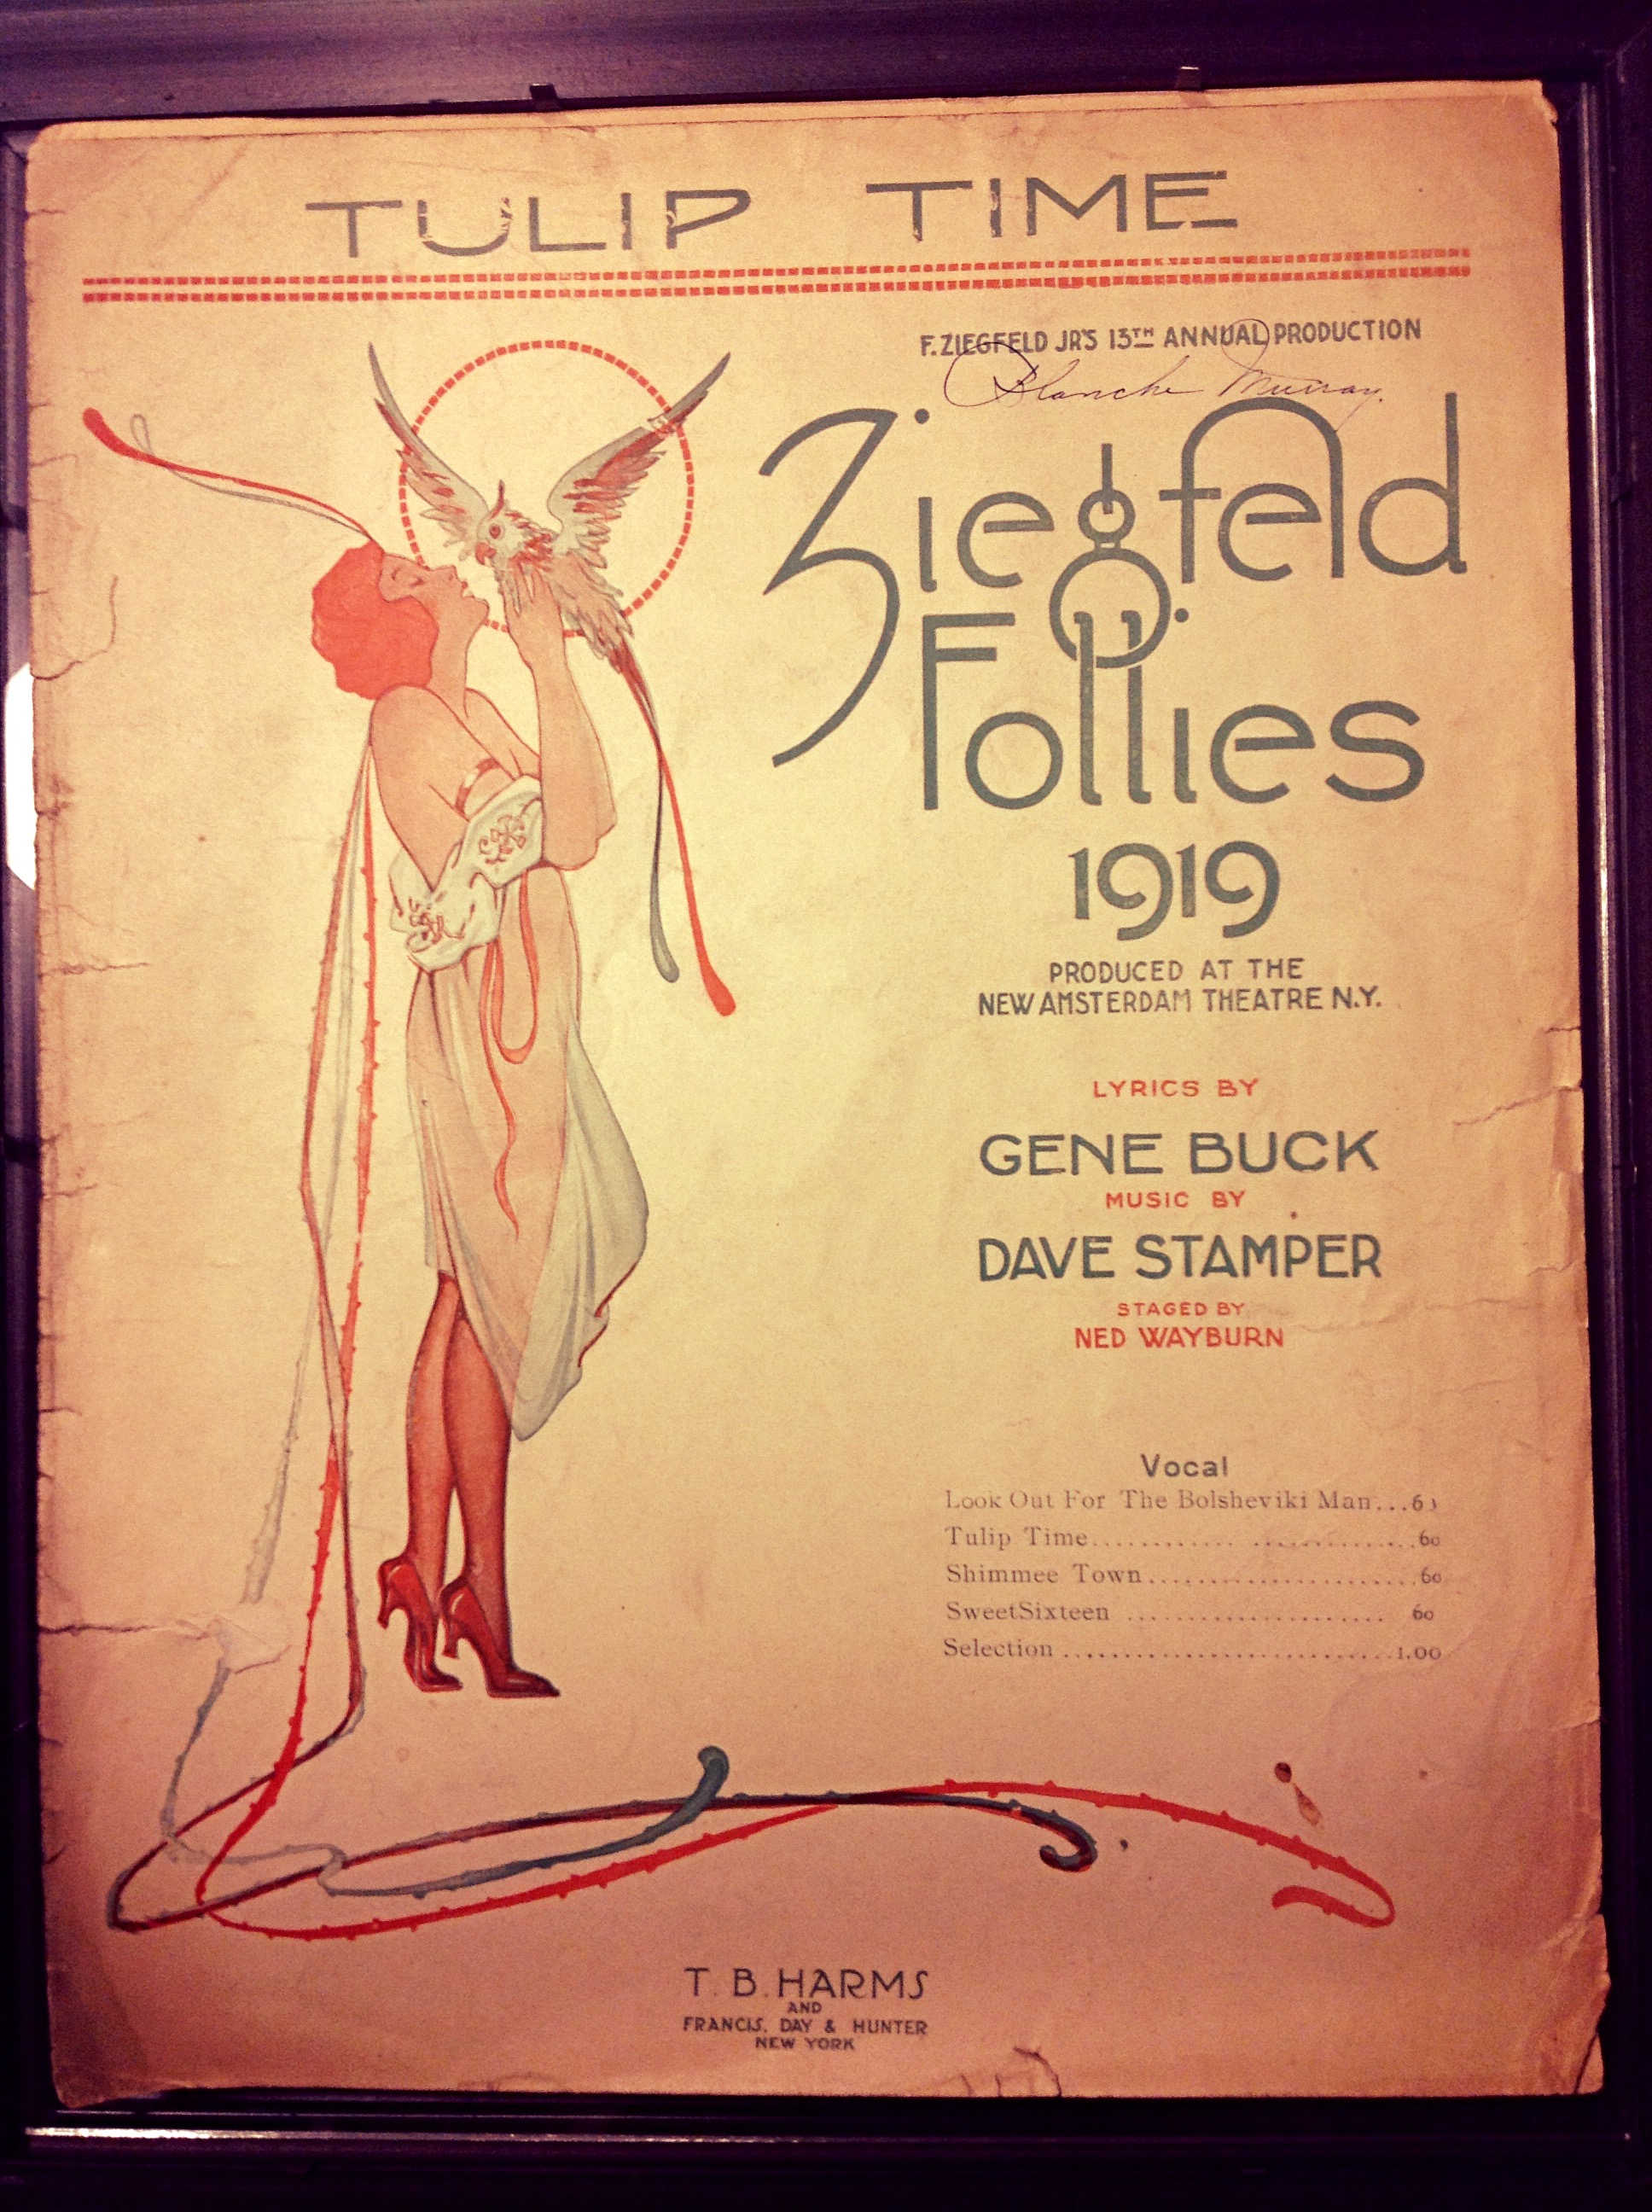 TULIP TIME
F. ZIEGFELD JR'S 13TH ANNUAL PRODUCTION
Blanche Murray.
Ziegfeld
Follies
1919
PRODUCED AT THE
NEW AMSTERDAM THEATRE N.Y.
LYRICS BY
GENE BUCK
MUSIC BY
DAVE STAMPER
STAGED BY
NED WAYBURN
Vocal
Look Out For The Bolsheviki Man...60
Tulip Time............ ..............60
Shimmee Town.......................60
SweetSixteen ..................... 60
Selection ...........................1.00
T. B. HARMS
AND
FRANCIS, DAY & HUNTER
NEW YORK